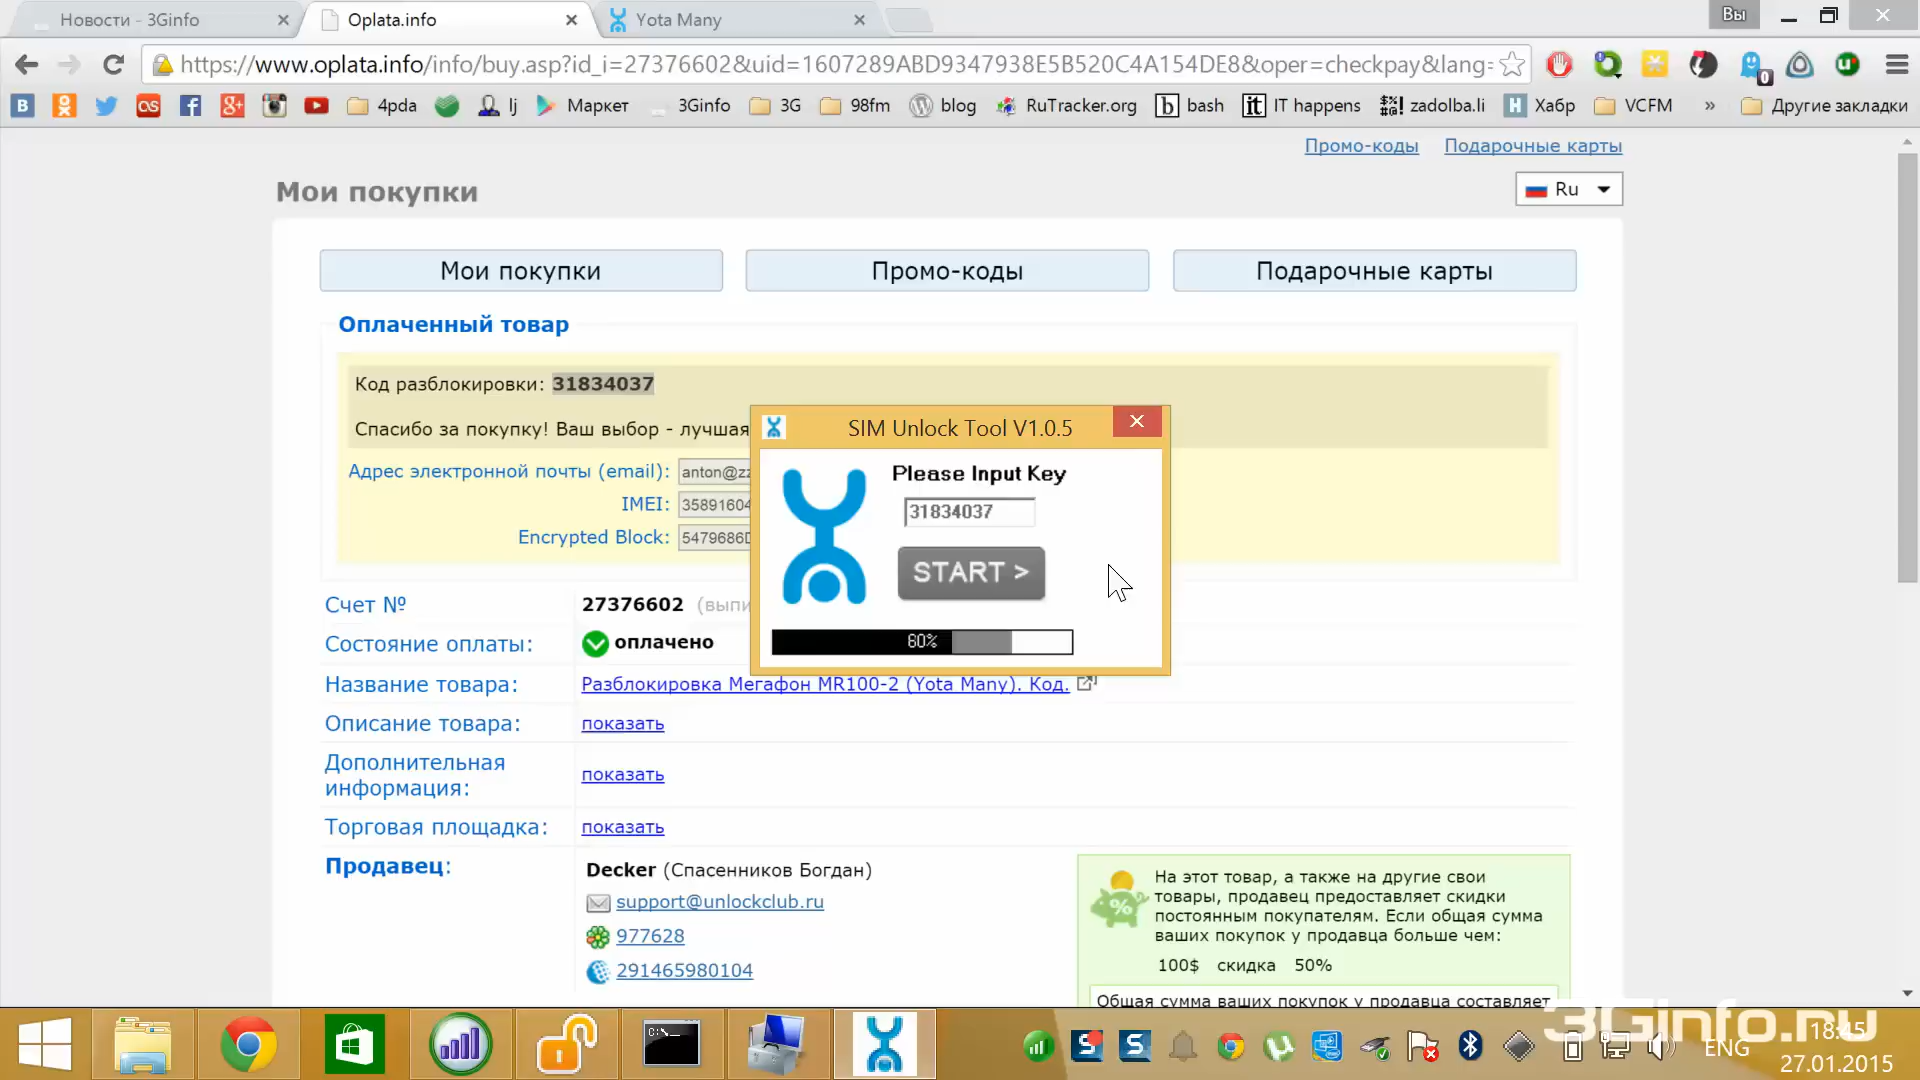 Новости - 3Ginfo
Oplata.info
Yota Many
Вы
https://www.oplata.info/info/buy.asp?id_i=27376602&uid=1607289ABD9347938E5B520C4A154DE8&oper=checkpay&lang=
4pda
lj
Маркет
3Ginfo
3G
98fm
blog
RuTracker.org
bash
IT happens
zadolba.li
Хабр
VCFM
»
Другие закладки
Промо-коды
Подарочные карты
Мои покупки
Ru
Мои покупки
Промо-коды
Подарочные карты
Оплаченный товар
Код разблокировки: 31834037
Спасибо за покупку! Ваш выбор - лучшая
Адрес электронной почты (email): anton@zz
IMEI: 35891604
Encrypted Block: 5479686D
SIM Unlock Tool V1.0.5
Please Input Key
31834037
START >
60%
Счет № 27376602 (выпи
Состояние оплаты: оплачено
Название товара: Разблокировка Мегафон MR100-2 (Yota Many). Код.
Описание товара: показать
Дополнительная
информация: показать
Торговая площадка: показать
Продавец: Decker (Спасенников Богдан)
support@unlockclub.ru
977628
291465980104
На этот товар, а также на другие свои
товары, продавец предоставляет скидки
постоянным покупателям. Если общая сумма
ваших покупок у продавца больше чем:
100$ скидка 50%
Общая сумма ваших покупок у продавца составляет
3Ginfo.ru
ENG
18:45
27.01.2015